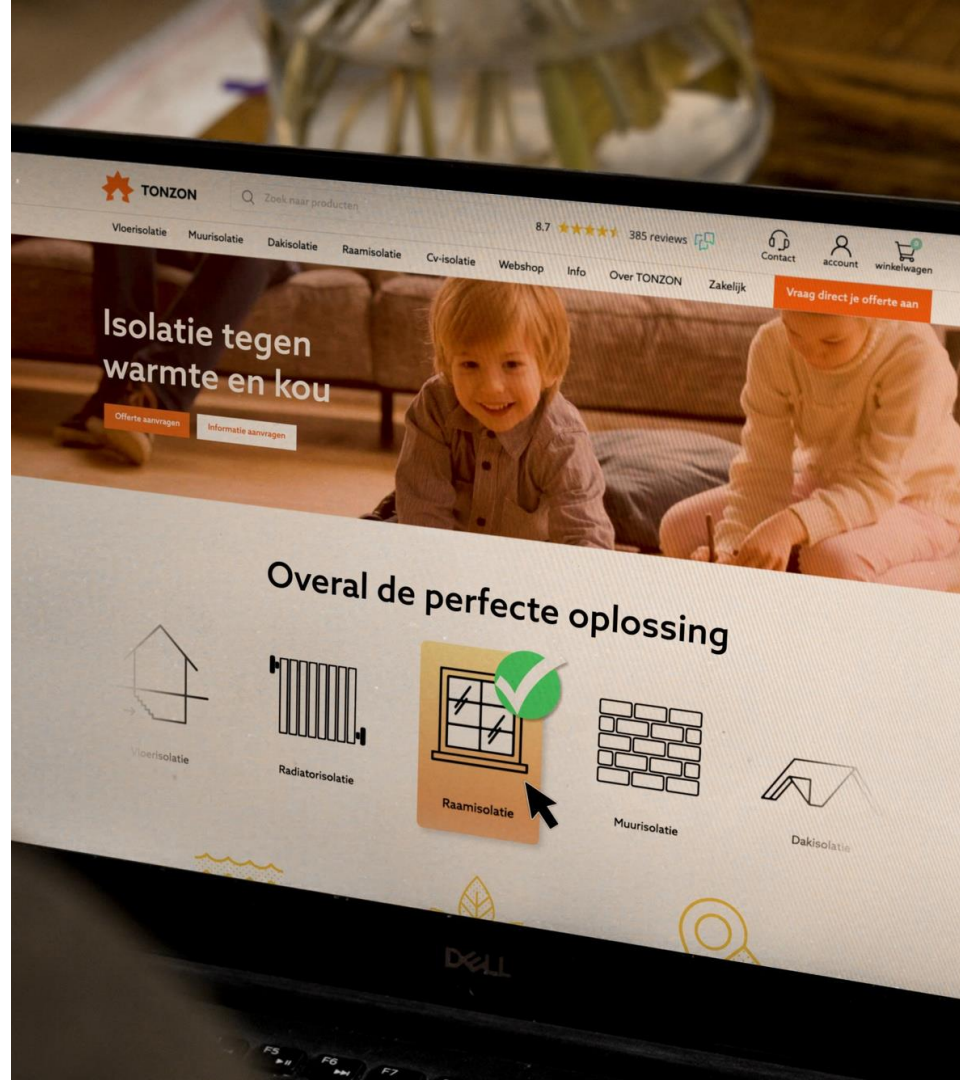 TONZON
Zoek naar producten
8.7
385 reviews
Contact
account
0
winkelwagen
Vloerisolatie
Muurisolatie
Dakisolatie
Raamisolatie
Cv-isolatie
Webshop
Info
Over TONZON
Zakelijk
Vraag direct je offerte aan
Isolatie tegen
warmte en kou
Offerte aanvragen
Informatie aanvragen
Overal de perfecte oplossing
Vloerisolatie
Radiatorisolatie
Raamisolatie
Muurisolatie
Dakisolatie
DELL
F5
F6
F7